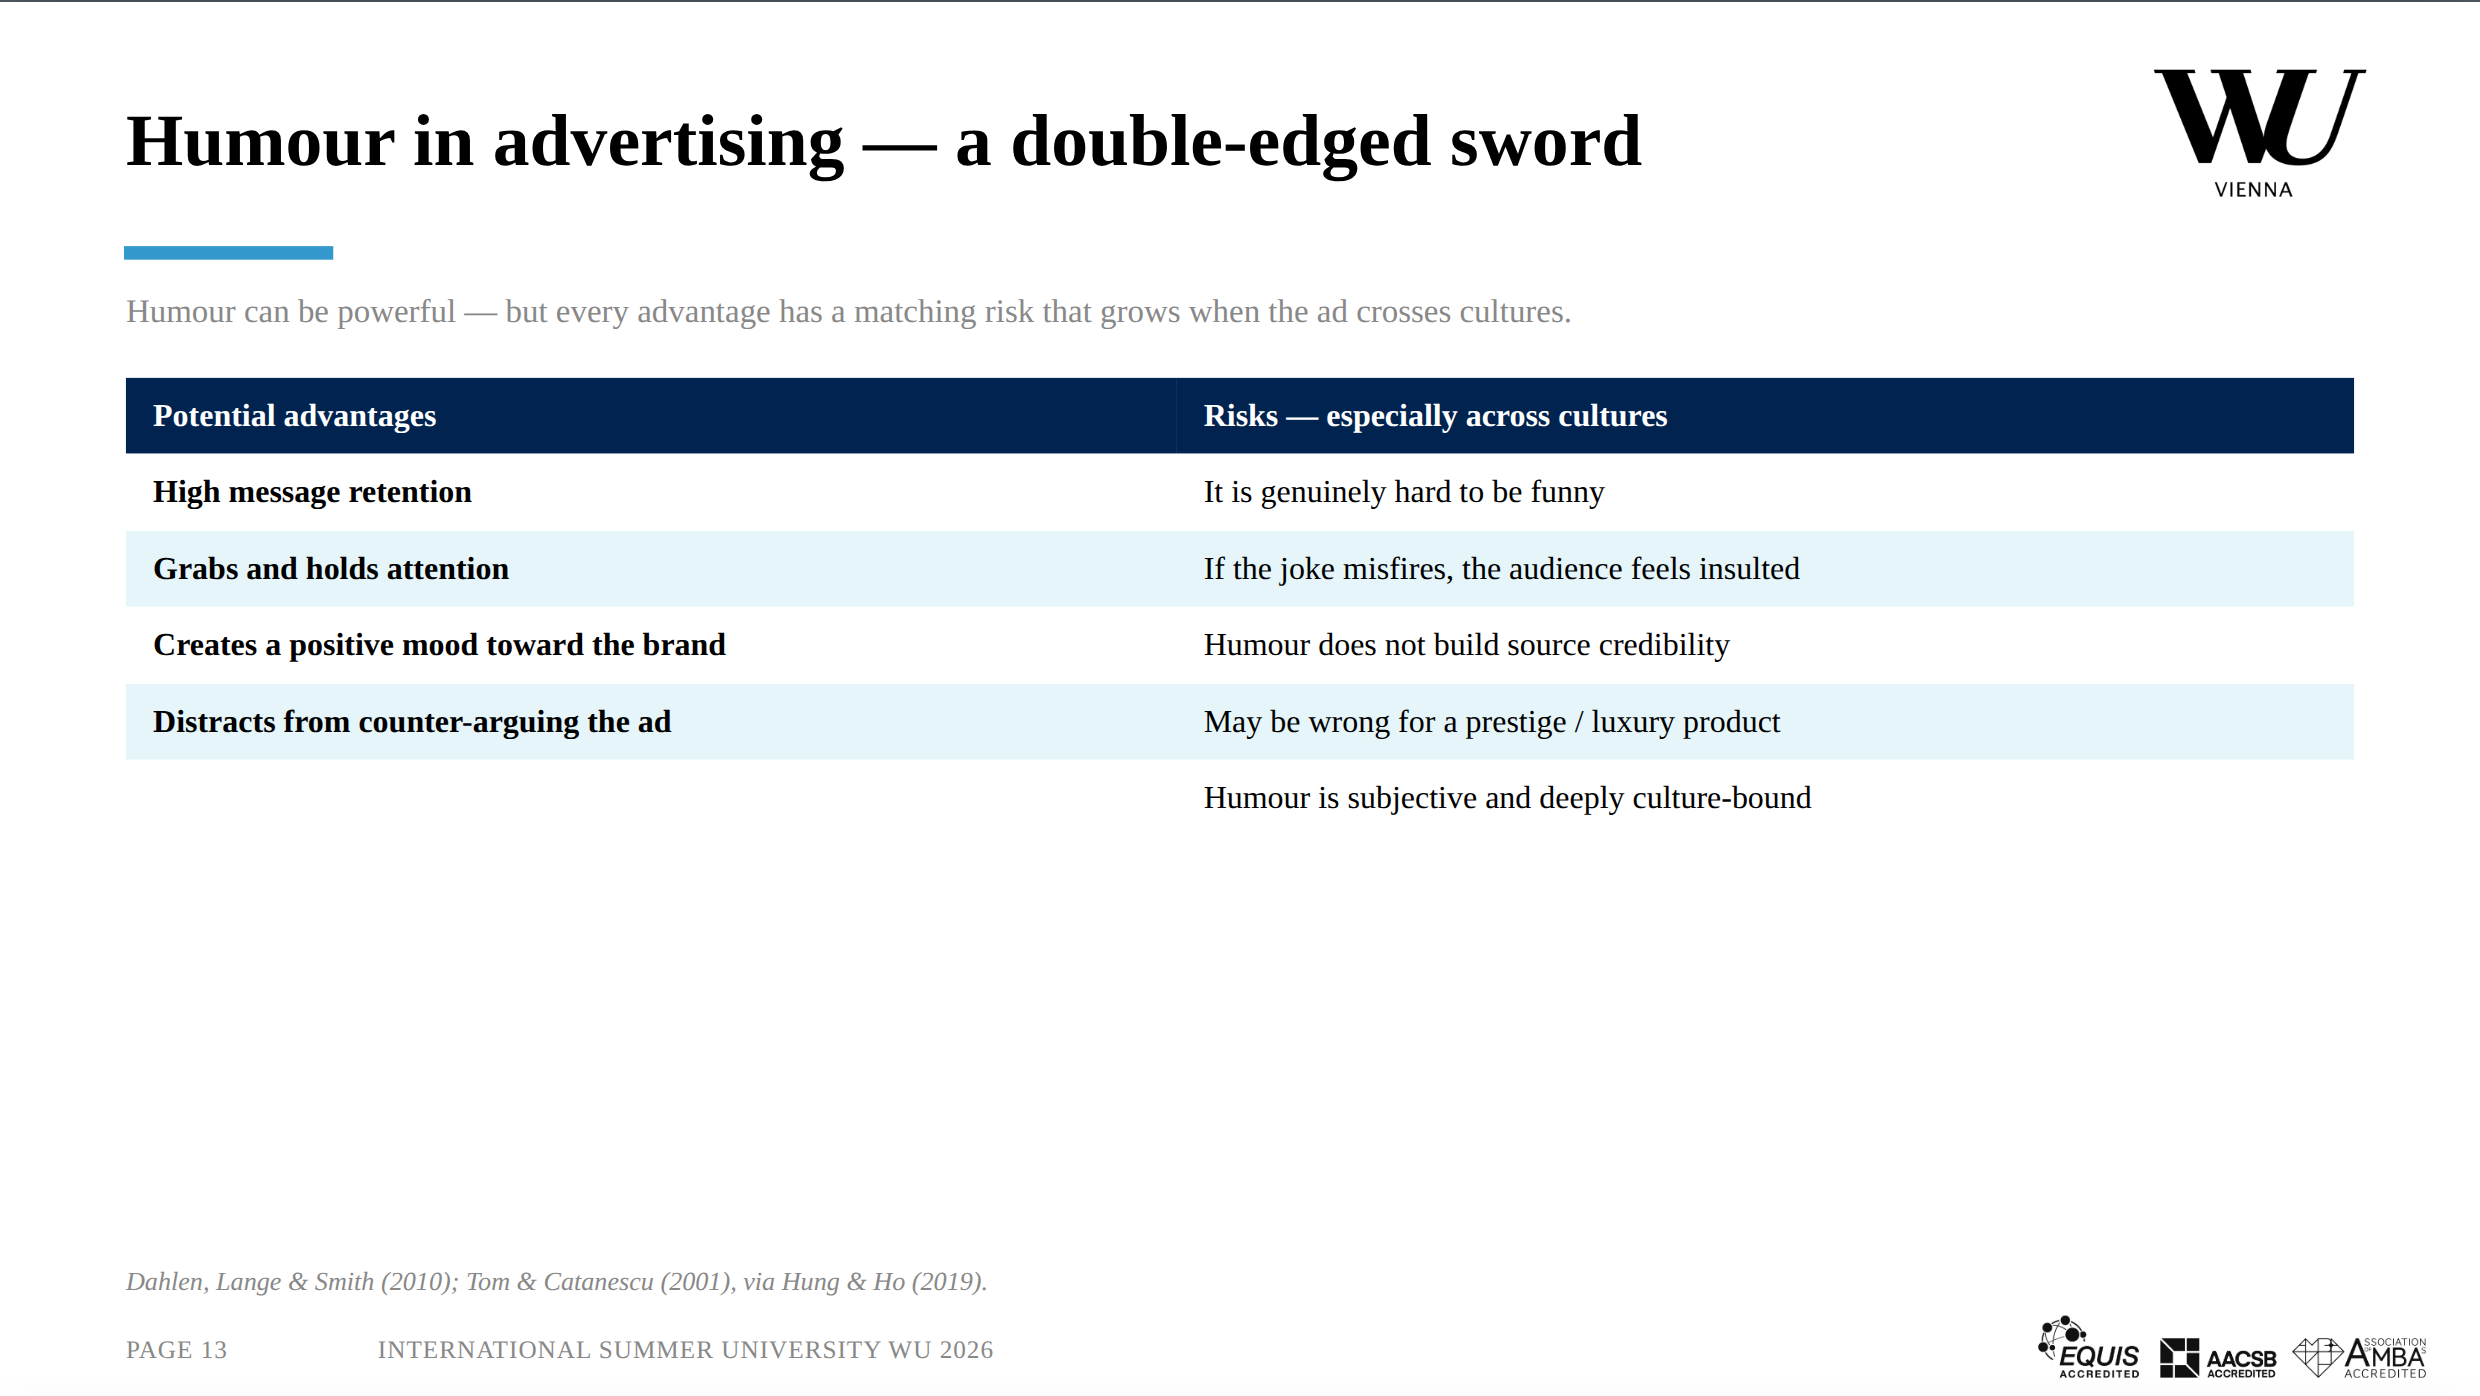 Humour in advertising — a double-edged sword
WU
VIENNA
Humour can be powerful — but every advantage has a matching risk that grows when the ad crosses cultures.
Potential advantages Risks — especially across cultures
High message retention It is genuinely hard to be funny
Grabs and holds attention If the joke misfires, the audience feels insulted
Creates a positive mood toward the brand Humour does not build source credibility
Distracts from counter-arguing the ad May be wrong for a prestige / luxury product
Humour is subjective and deeply culture-bound
Dahlen, Lange & Smith (2010); Tom & Catanescu (2001), via Hung & Ho (2019).
PAGE 13 INTERNATIONAL SUMMER UNIVERSITY WU 2026
EQUIS
ACCREDITED
AACSB
ACCREDITED
ASSOCIATION
OF
AMBAS
ACCREDITED